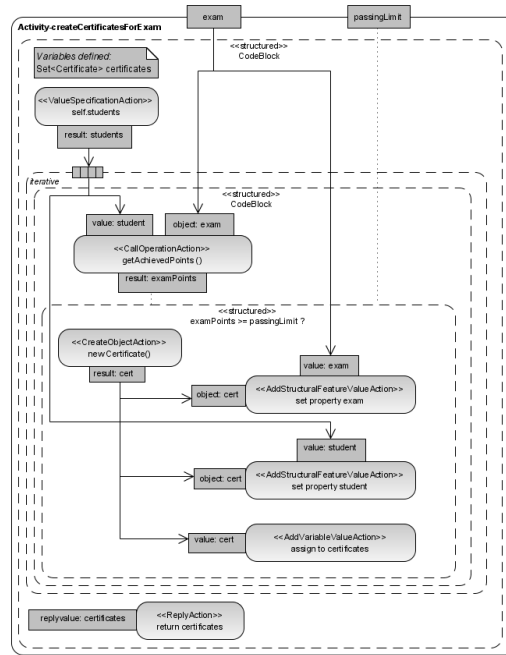 exam
passingLimit
Activity-createCertificatesForExam
<<structured>>
CodeBlock
Variables defined:
Set<Certificate> certificates
<<ValueSpecificationAction>>
self.students
result: students
iterative
<<structured>>
CodeBlock
value: student
object: exam
<<CallOperationAction>>
getAchievedPoints()
result: examPoints
<<structured>>
examPoints >= passingLimit ?
<<CreateObjectAction>>
new Certificate()
result: cert
value: exam
object: cert
<<AddStructuralFeatureValueAction>>
set property exam
value: student
object: cert
<<AddStructuralFeatureValueAction>>
set property student
value: cert
<<AddVariableValueAction>>
assign to certificates
replyvalue: certificates
<<ReplyAction>>
return certificates